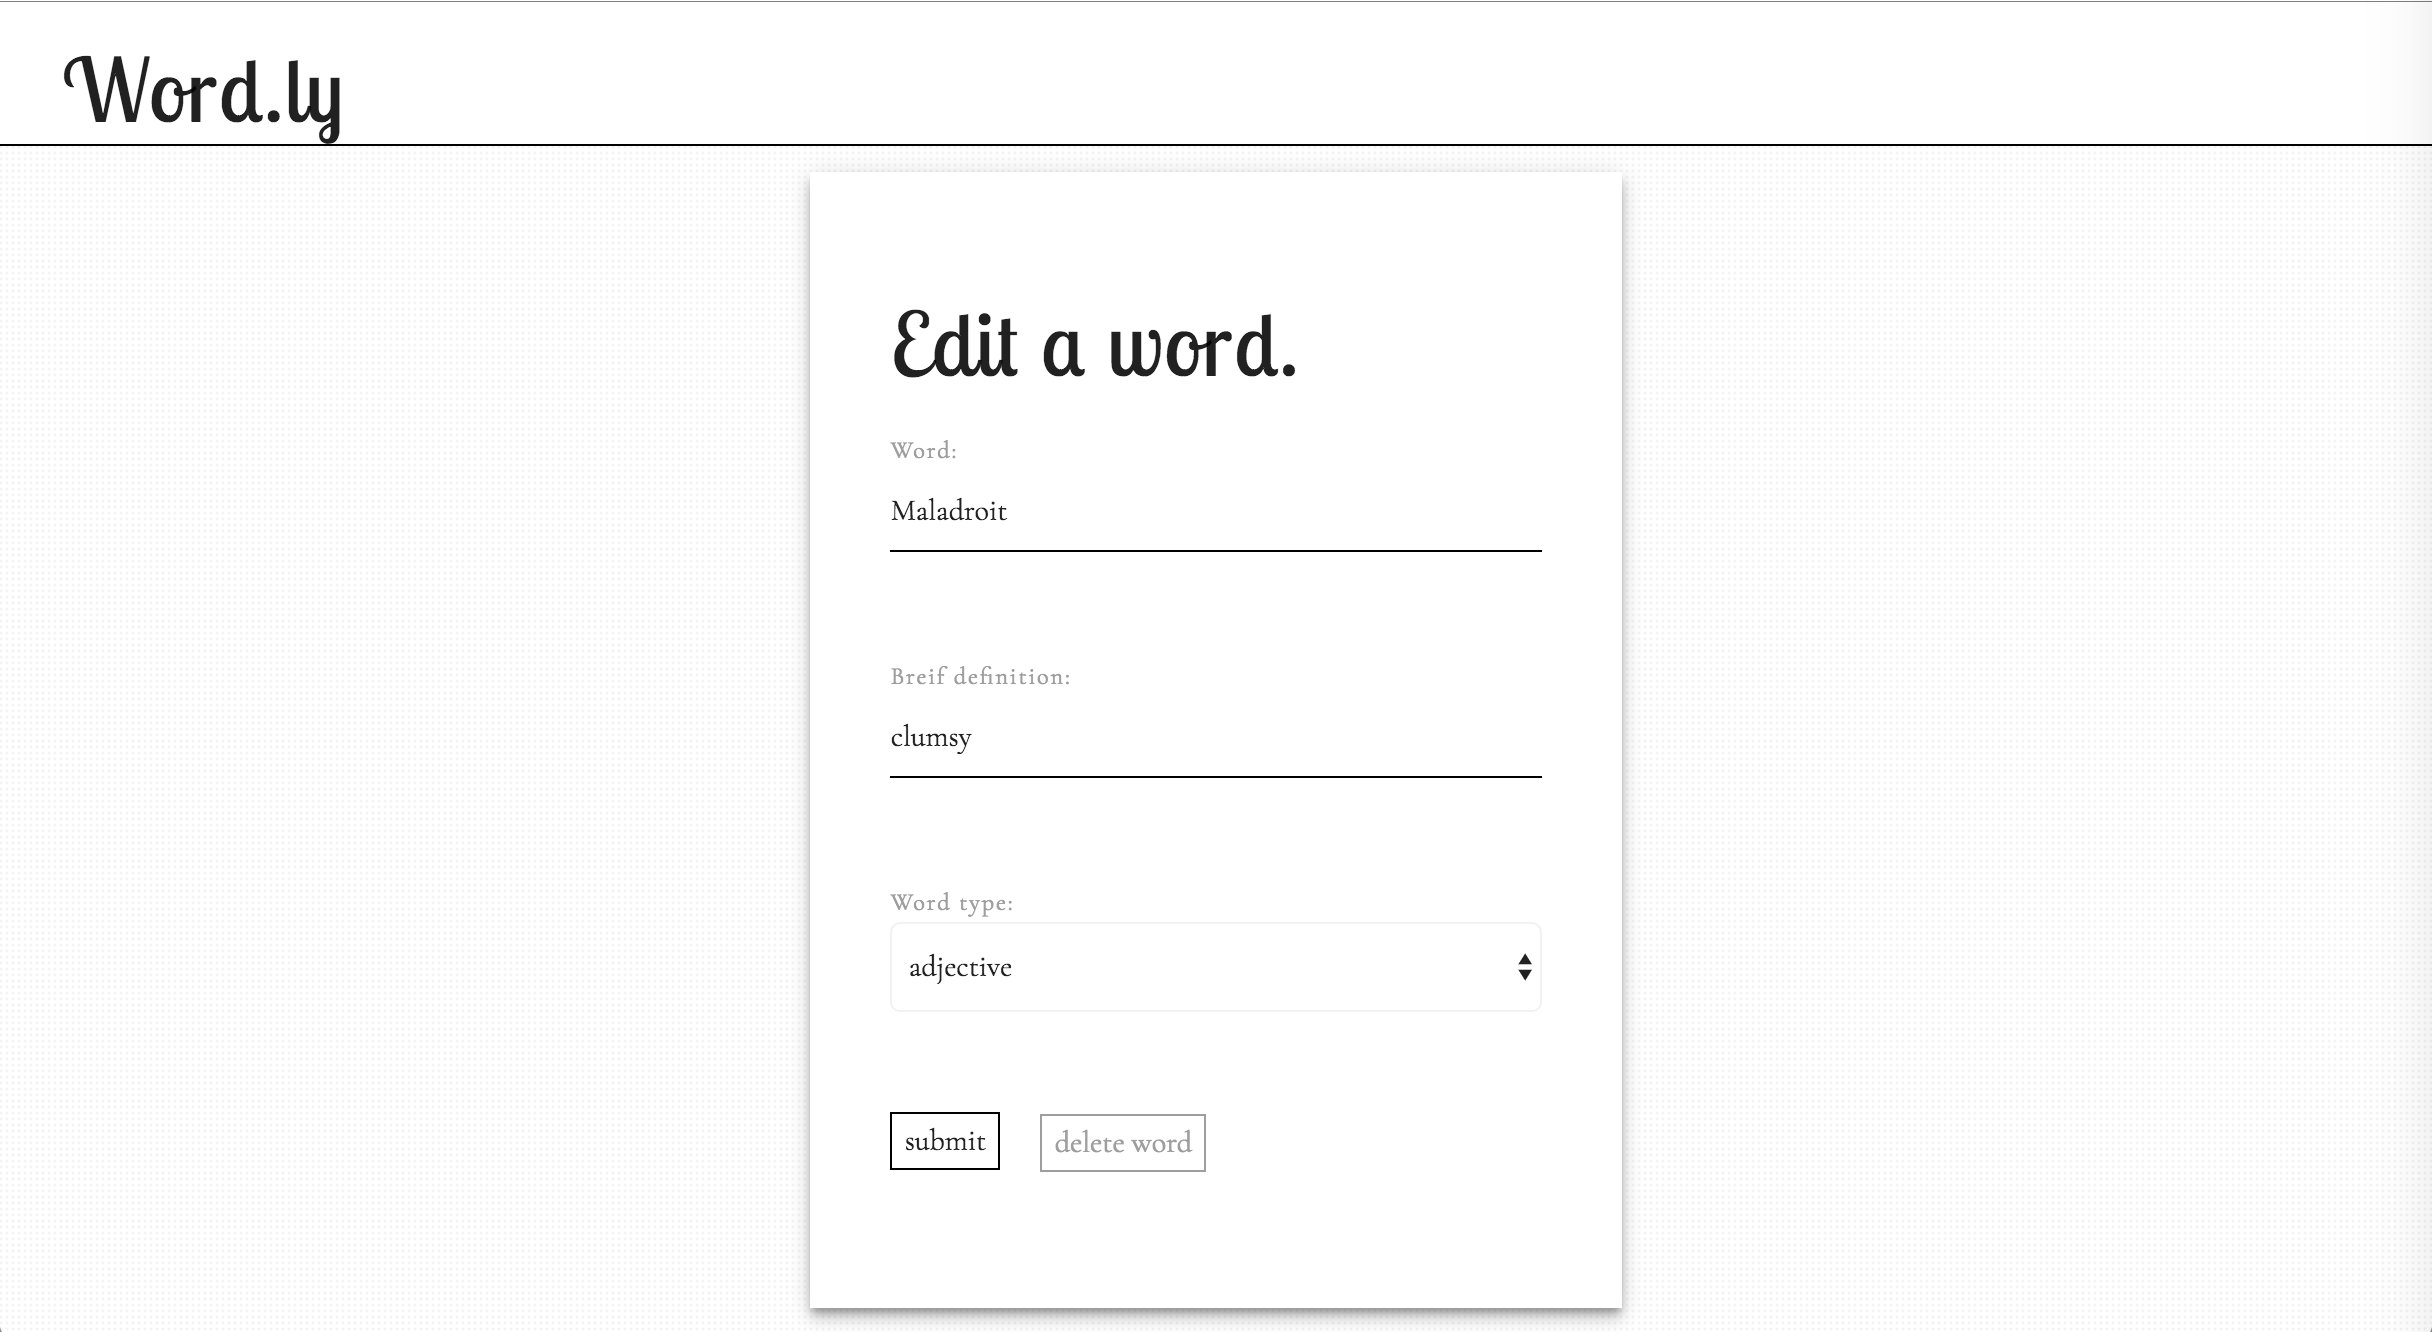 Word.ly
Edit a word.
Word:
Maladroit
Breif definition:
clumsy
Word type:
adjective
submit delete word